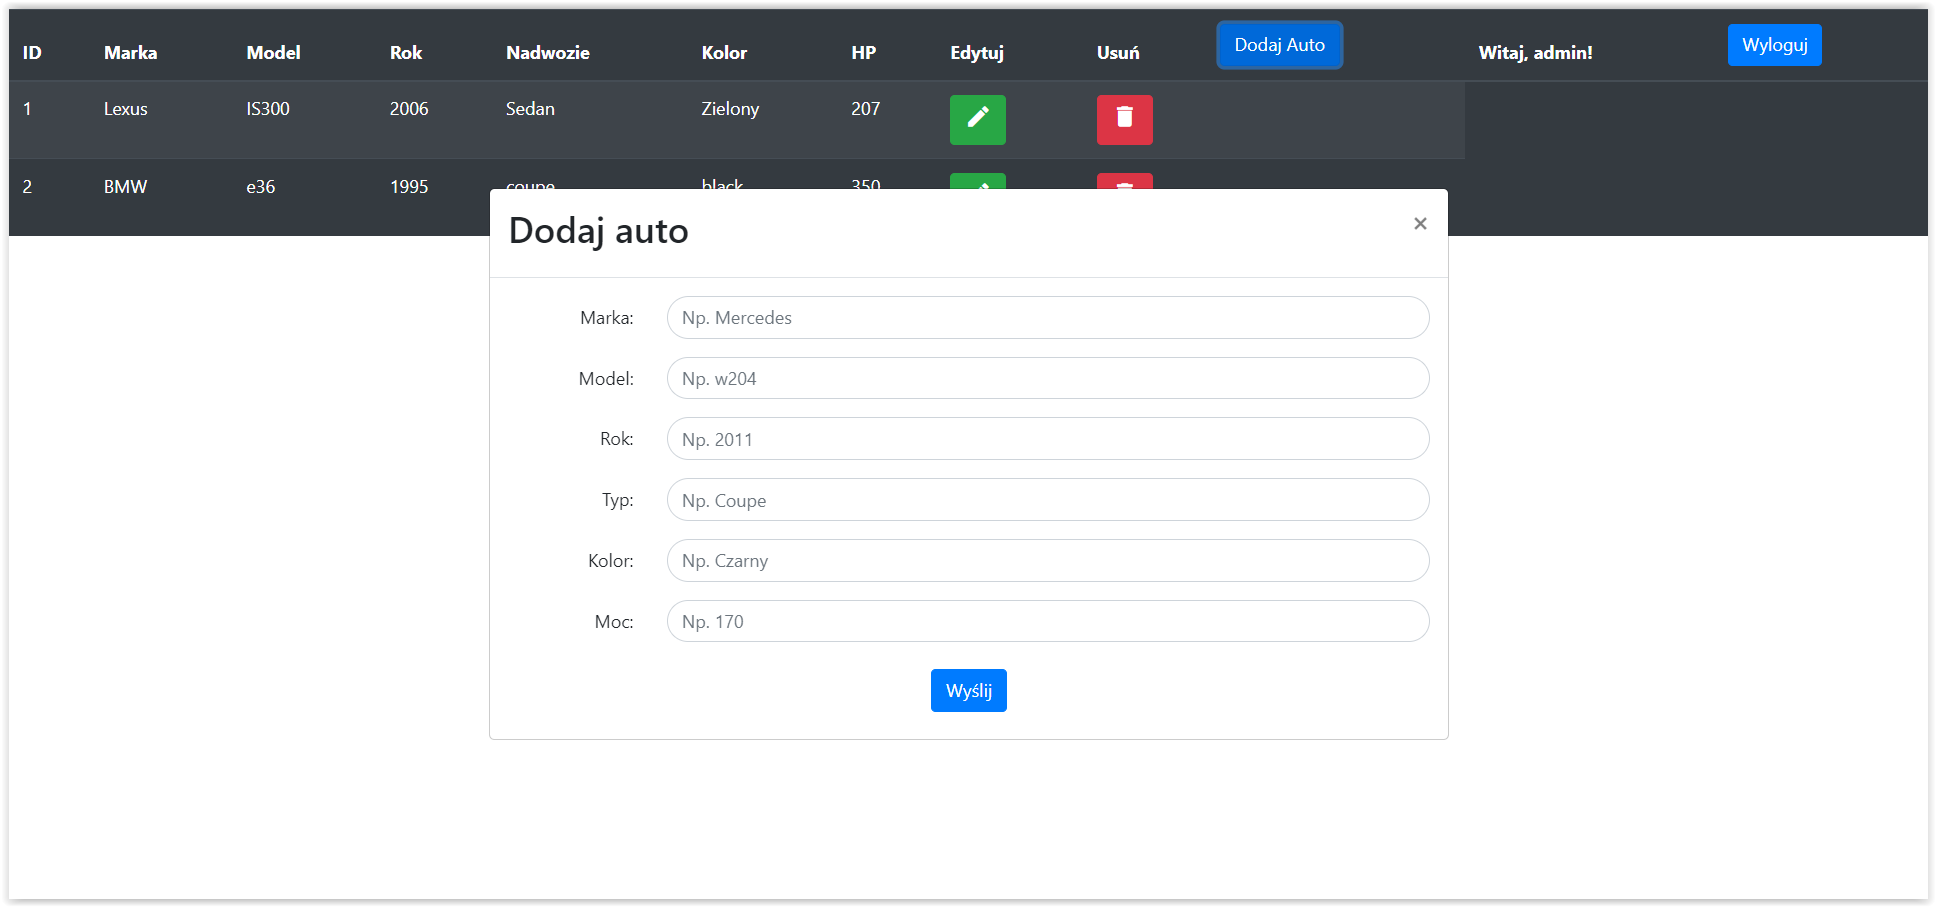 ID Marka Model Rok Nadwozie Kolor HP Edytuj Usuń Dodaj Auto Witaj, admin! Wyloguj
1 Lexus IS300 2006 Sedan Zielony 207
2 BMW e36 1995 coupe black 350
Dodaj auto ×
Marka: Np. Mercedes
Model: Np. w204
Rok: Np. 2011
Typ: Np. Coupe
Kolor: Np. Czarny
Moc: Np. 170
Wyślij